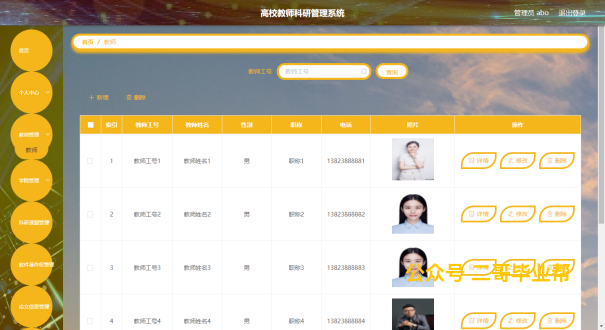 高校教师科研管理系统
管理员 abo 退出登录
首页
首页 / 教师
教师工号 教师工号 查询
个人中心
+ 新增 删除
索引 教师工号 教师姓名 性别 职称 电话 照片 操作
教师管理
教师
1 教师工号1 教师姓名1 男 职称1 13823888881 详情 修改 删除
学院管理
2 教师工号2 教师姓名2 男 职称2 13823888882 详情 修改 删除
科研课题管理
3 教师工号3 教师姓名3 男 职称3 13823888883 详情 修改 删除
公众号 三哥毕业帮
软件著作权管理
论文信息管理
4 教师工号4 教师姓名4 男 职称4 13823888884 详情 修改 删除